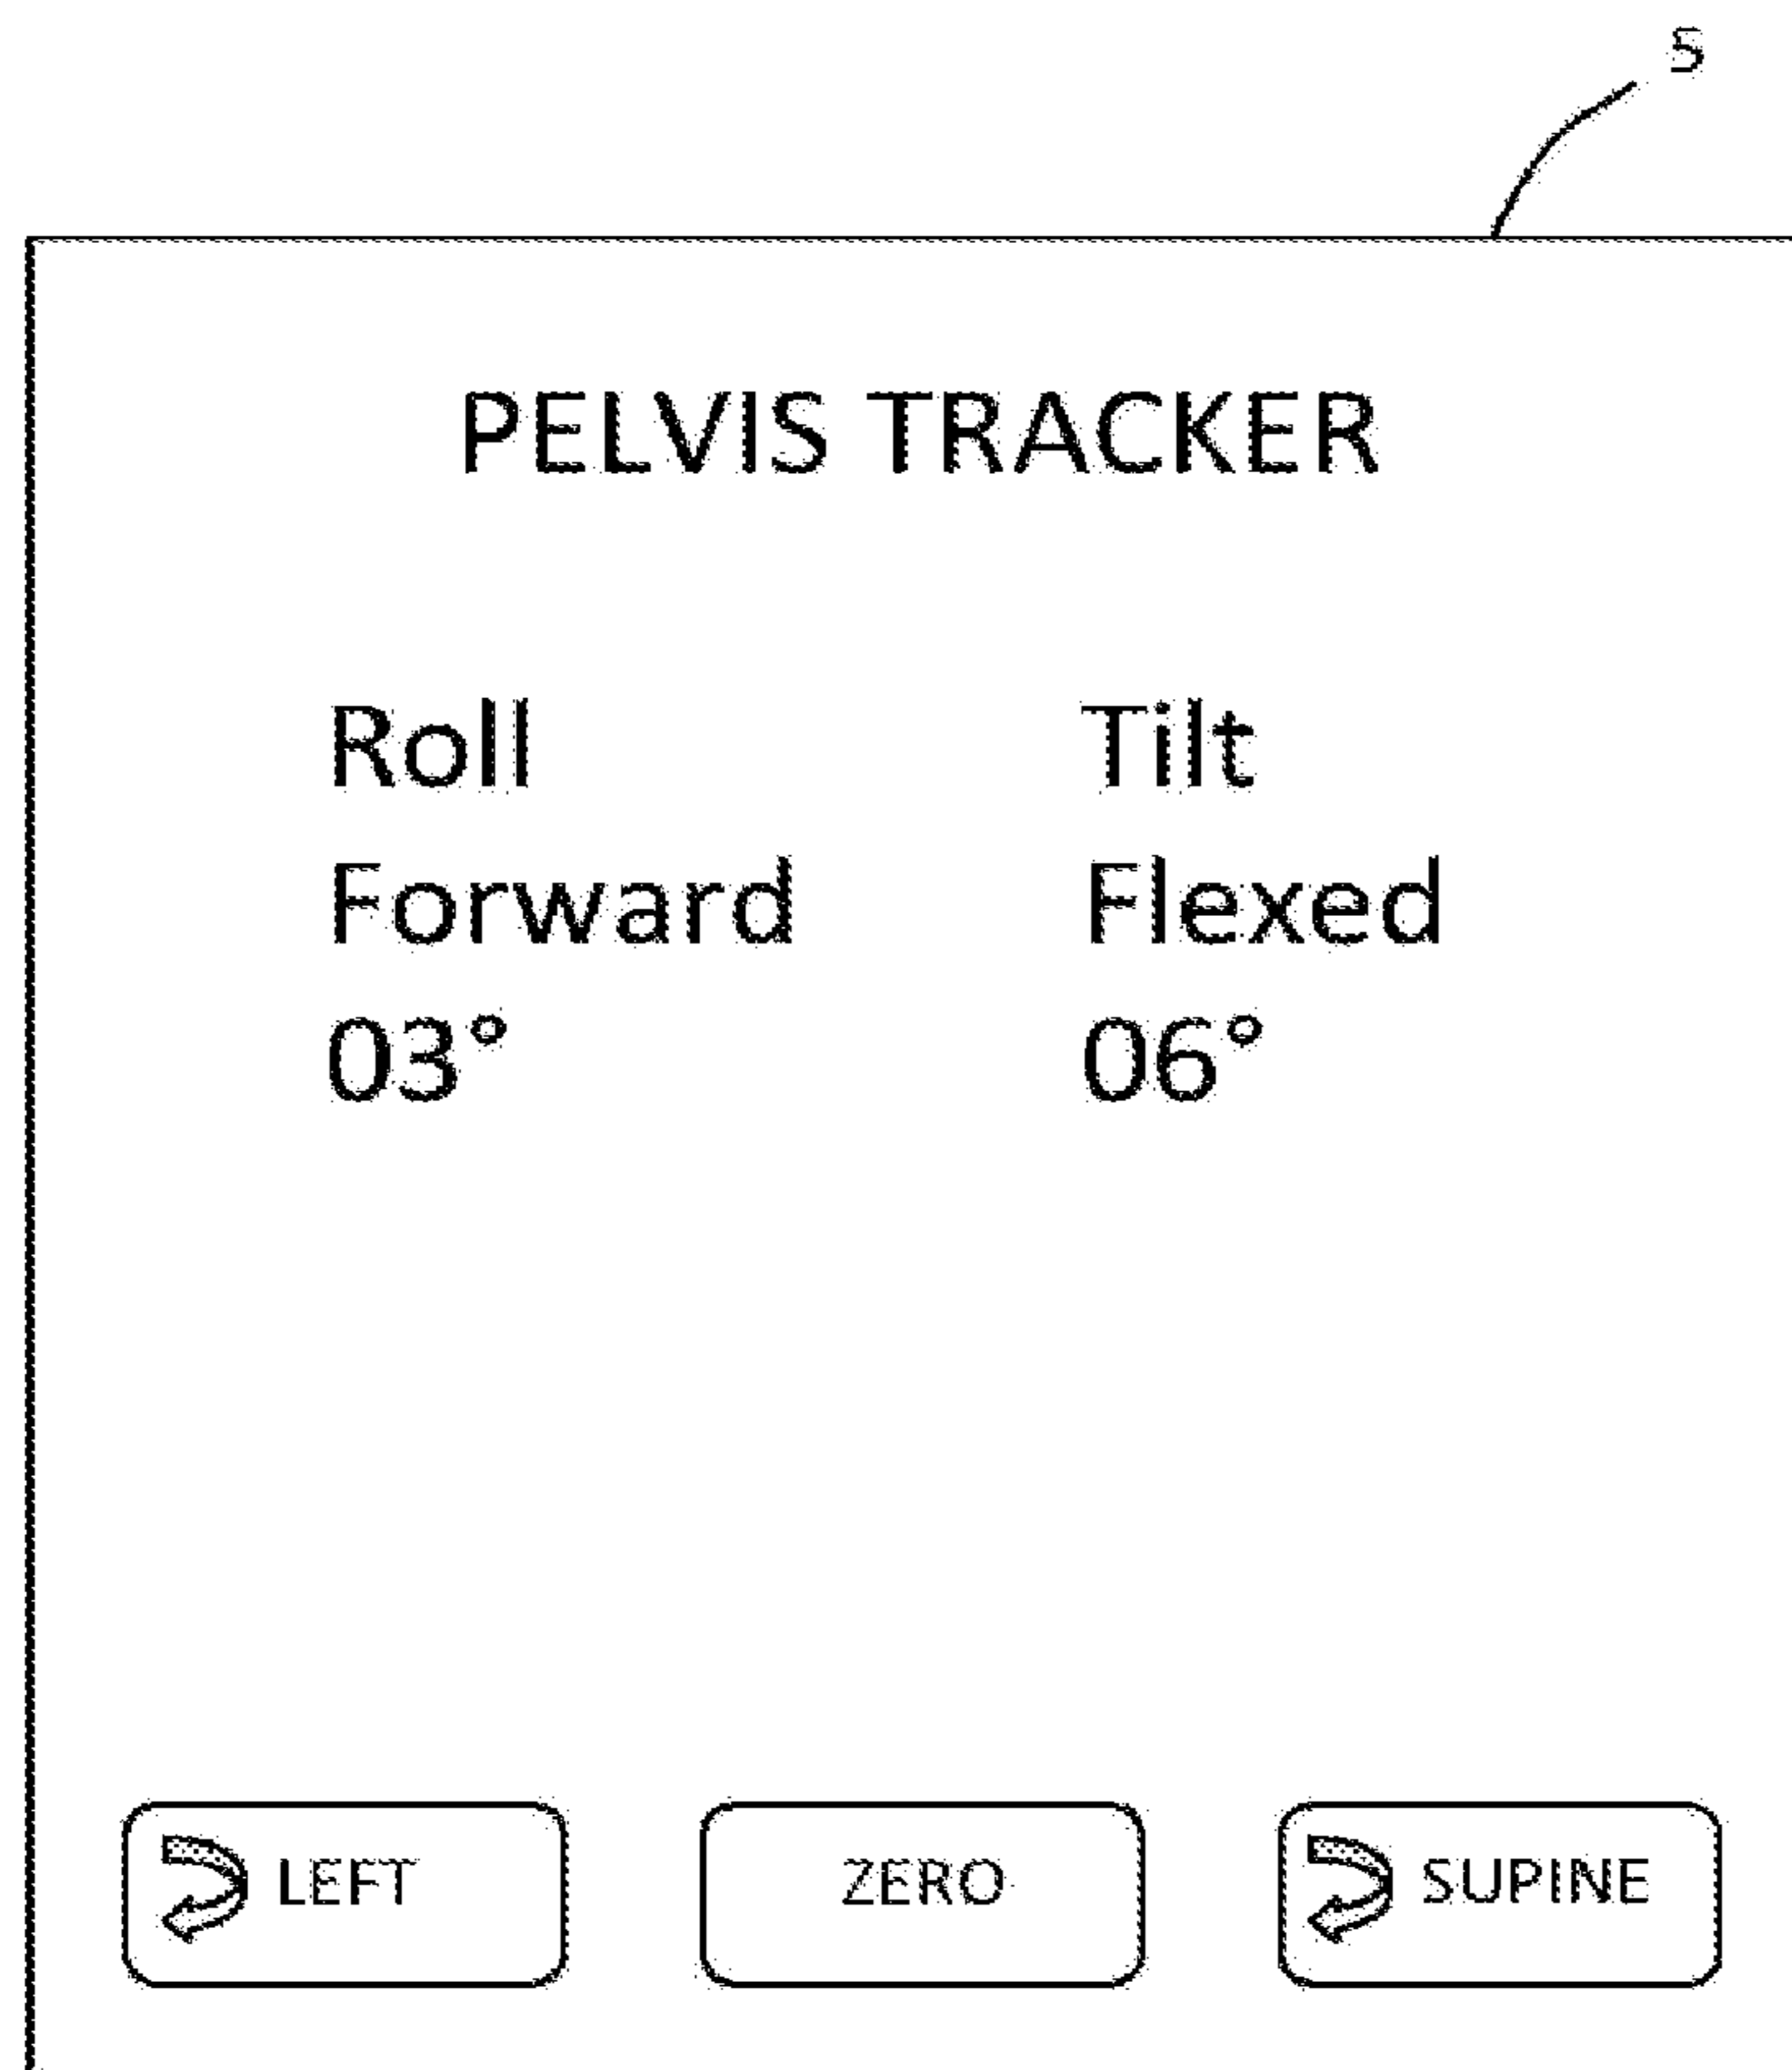 5
PELVIS TRACKER
Roll Tilt
Forward Flexed
03° 06°
LEFT ZERO SUPINE